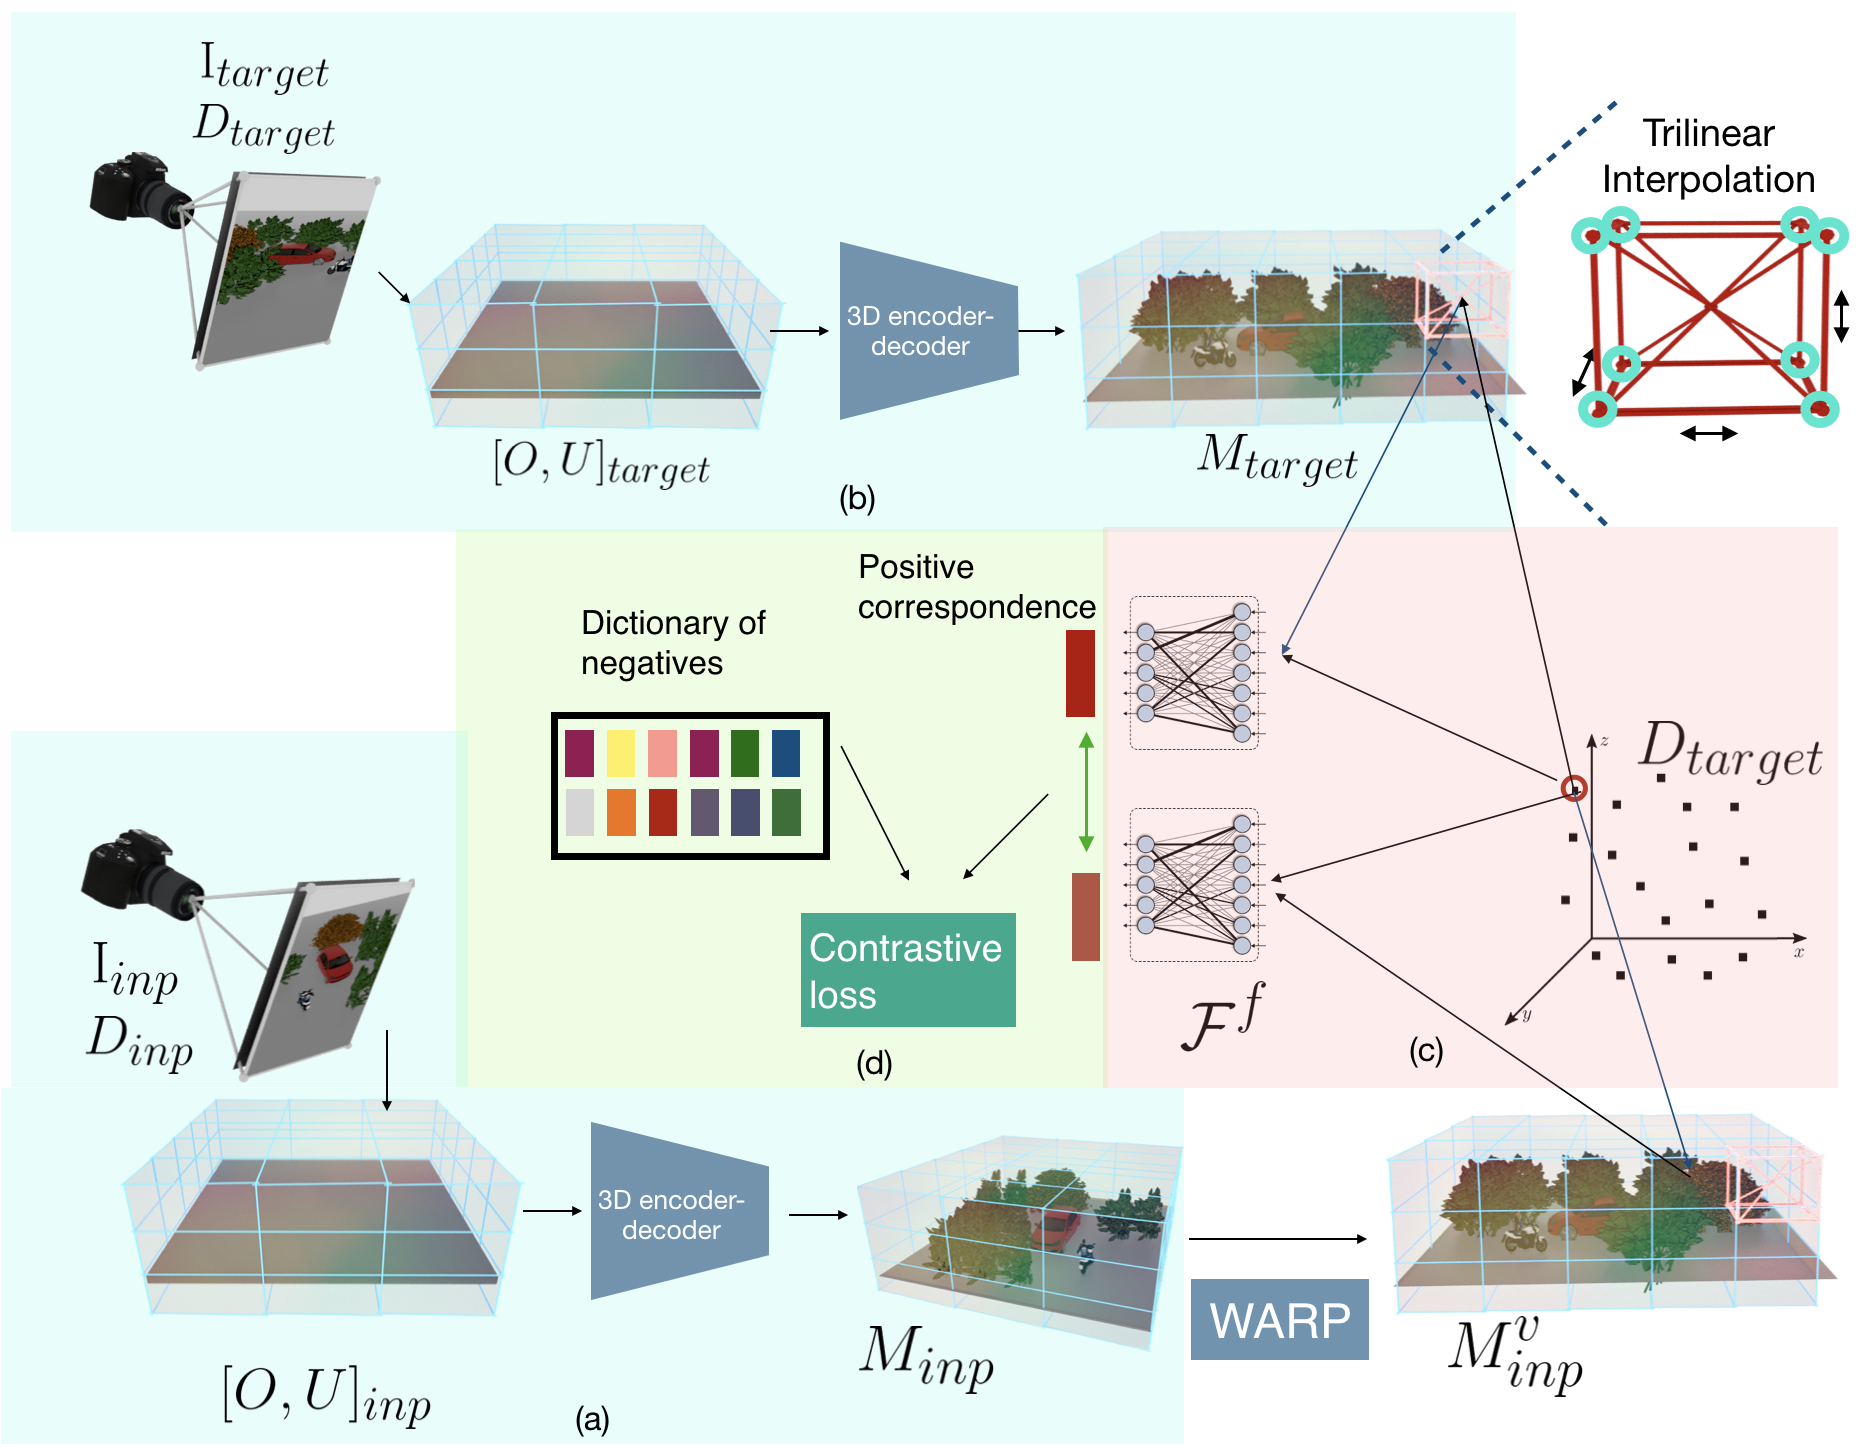 I_{target}
D_{target}
[O, U]_{target}
3D encoder-
decoder
M_{target}
(b)
Trilinear
Interpolation
Positive
correspondence
Dictionary of
negatives
Contrastive
loss
(d)
\mathcal{F}^f
D_{target}
z
x
y
(c)
I_{inp}
D_{inp}
[O, U]_{inp}
3D encoder-
decoder
M_{inp}
(a)
WARP
M^v_{inp}